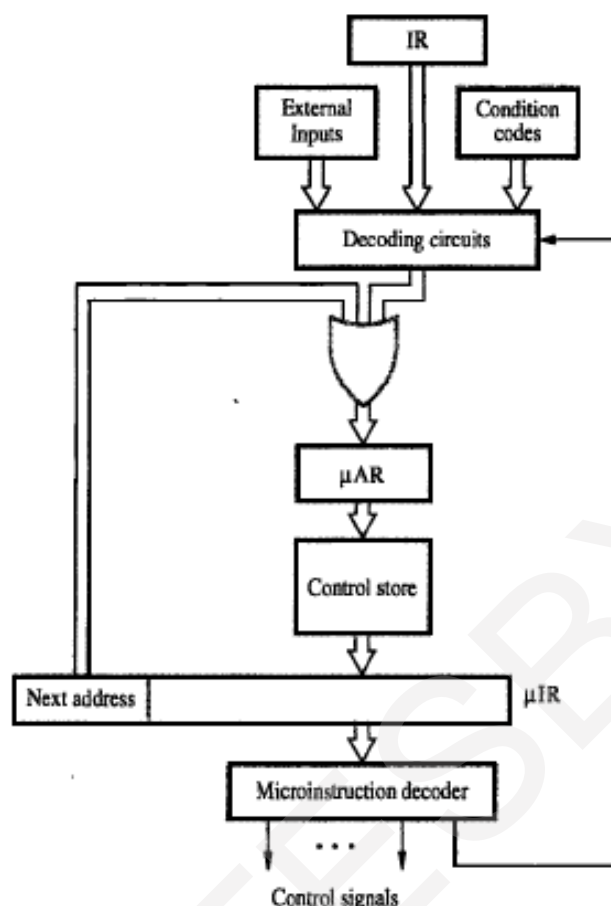 IR
External
Inputs
Condition
codes
Decoding circuits
μAR
Control store
Next address
μIR
Microinstruction decoder
...
Control signals